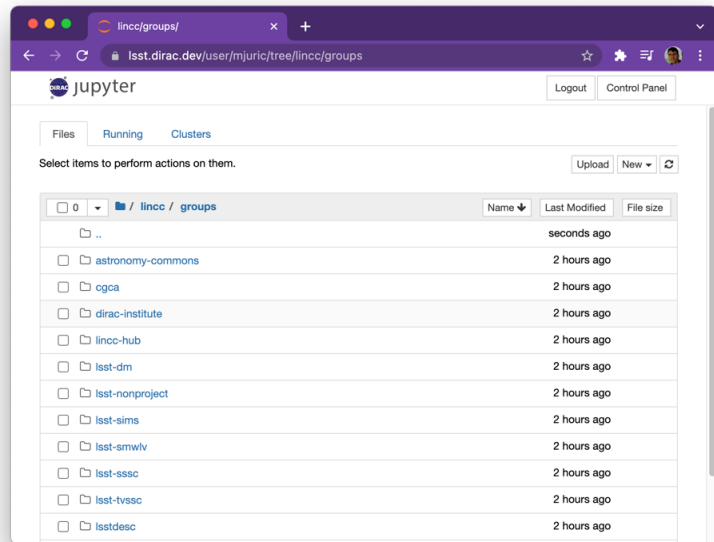 lincc/groups/
lsst.dirac.dev/user/mjuric/tree/lincc/groups
DiRAC jupyter Logout Control Panel
Files Running Clusters
Select items to perform actions on them. Upload New
0 / lincc / groups Name Last Modified File size
.. seconds ago
astronomy-commons 2 hours ago
cgca 2 hours ago
dirac-institute 2 hours ago
lincc-hub 2 hours ago
lsst-dm 2 hours ago
lsst-nonproject 2 hours ago
lsst-sims 2 hours ago
lsst-smwlv 2 hours ago
lsst-sssc 2 hours ago
lsst-tvssc 2 hours ago
lsstdesc 2 hours ago